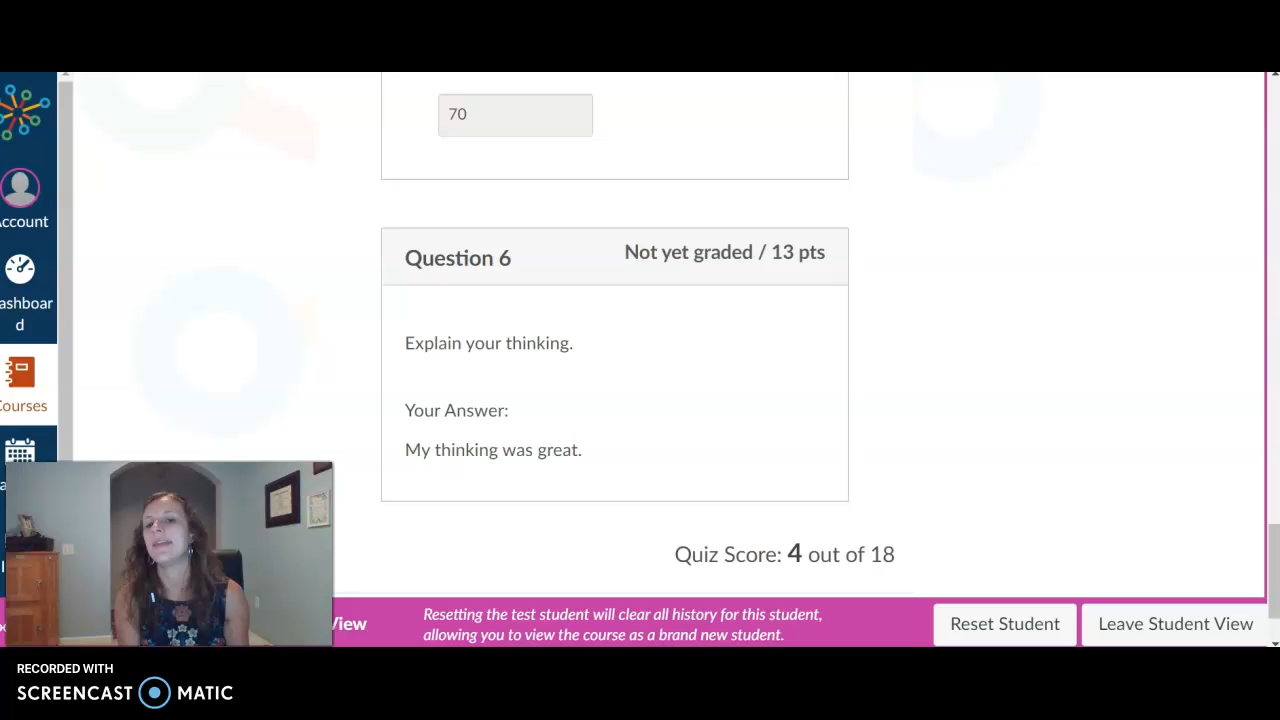 70
Question 6
Not yet graded / 13 pts
Explain your thinking.
Your Answer:
My thinking was great.
Quiz Score: 4 out of 18
Account
Dashboar
d
Courses
View
Resetting the test student will clear all history for this student,
allowing you to view the course as a brand new student.
Reset Student
Leave Student View
RECORDED WITH
SCREENCAST MATIC